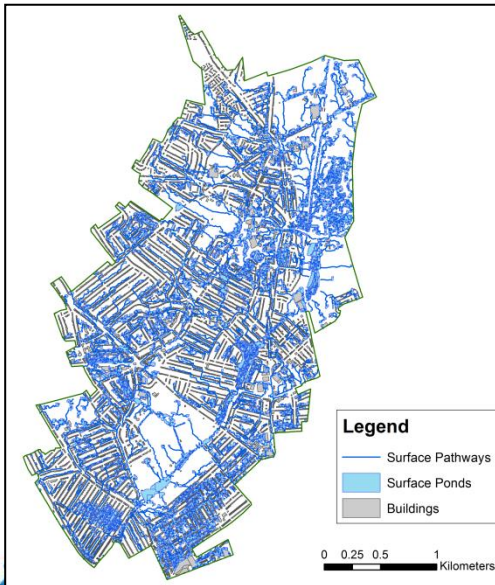 Legend
Surface Pathways
Surface Ponds
Buildings
0 0.25 0.5 1
Kilometers